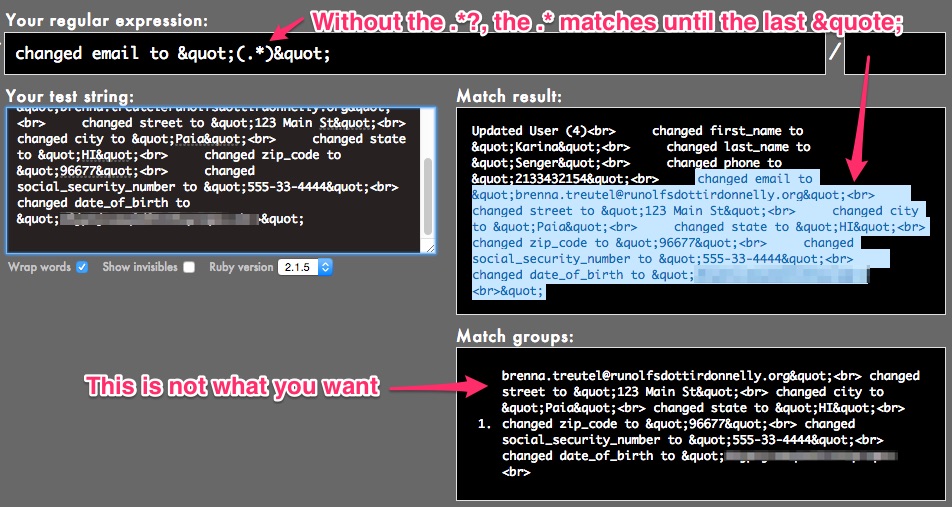 Your regular expression:
Without the .*?, the .* matches until the last &quote;
changed email to &quot;(.*)&quot;
/
Your test string:
&quot;brenna.treutel@runolfsdottirdonnelly.org&quot;
<br> changed street to &quot;123 Main St&quot;<br>
changed city to &quot;Paia&quot;<br> changed state
to &quot;HI&quot;<br> changed zip_code to
&quot;96677&quot;<br> changed
social_security_number to &quot;555-33-4444&quot;<br>
changed date_of_birth to
&quot; &quot;
Wrap words Show invisibles Ruby version 2.1.5
Match result:
Updated User (4)<br> changed first_name to
&quot;Karina&quot;<br> changed last_name to
&quot;Senger&quot;<br> changed phone to
&quot;2133432154&quot;<br> changed email to
&quot;brenna.treutel@runolfsdottirdonnelly.org&quot;<br>
changed street to &quot;123 Main St&quot;<br> changed city
to &quot;Paia&quot;<br> changed state to &quot;HI&quot;<br>
changed zip_code to &quot;96677&quot;<br> changed
social_security_number to &quot;555-33-4444&quot;<br>
changed date_of_birth to &quot;
<br>&quot;
Match groups:
This is not what you want
brenna.treutel@runolfsdottirdonnelly.org&quot;<br> changed
street to &quot;123 Main St&quot;<br> changed city to
&quot;Paia&quot;<br> changed state to &quot;HI&quot;<br>
1. changed zip_code to &quot;96677&quot;<br> changed
social_security_number to &quot;555-33-4444&quot;<br>
changed date_of_birth to &quot;
<br>